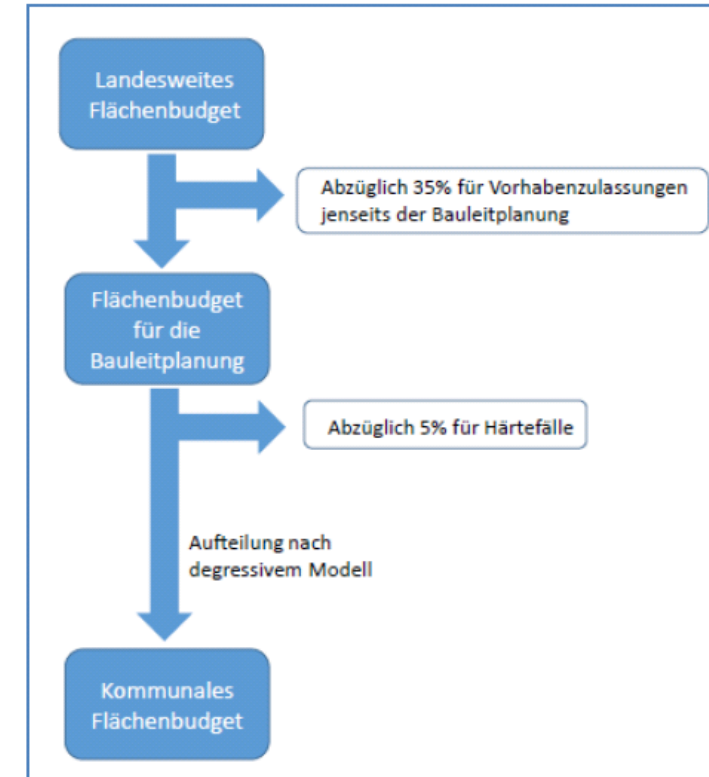 Landesweites
Flächenbudget
Abzüglich 35% für Vorhabenzulassungen
jenseits der Bauleitplanung
Flächenbudget
für die
Bauleitplanung
Abzüglich 5% für Härtefälle
Aufteilung nach
degressivem Modell
Kommunales
Flächenbudget